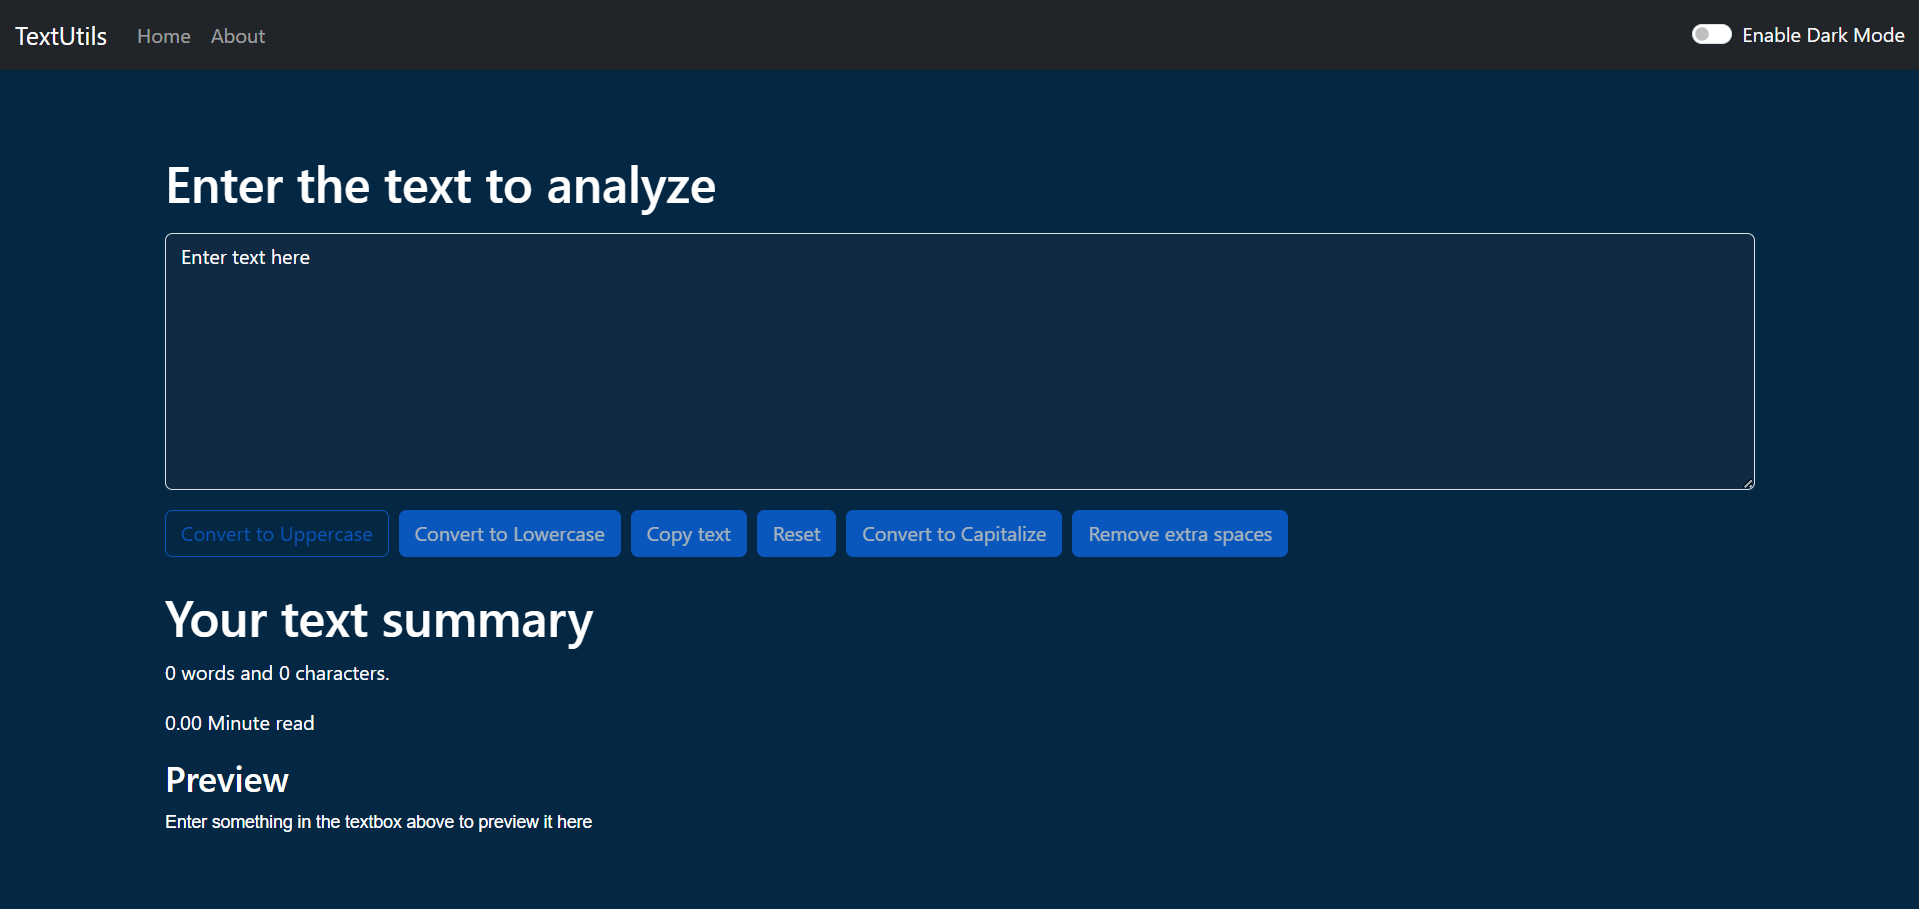 TextUtils Home About Enable Dark Mode
Enter the text to analyze
Enter text here
Convert to Uppercase Convert to Lowercase Copy text Reset Convert to Capitalize Remove extra spaces
Your text summary
0 words and 0 characters.
0.00 Minute read
Preview
Enter something in the textbox above to preview it here